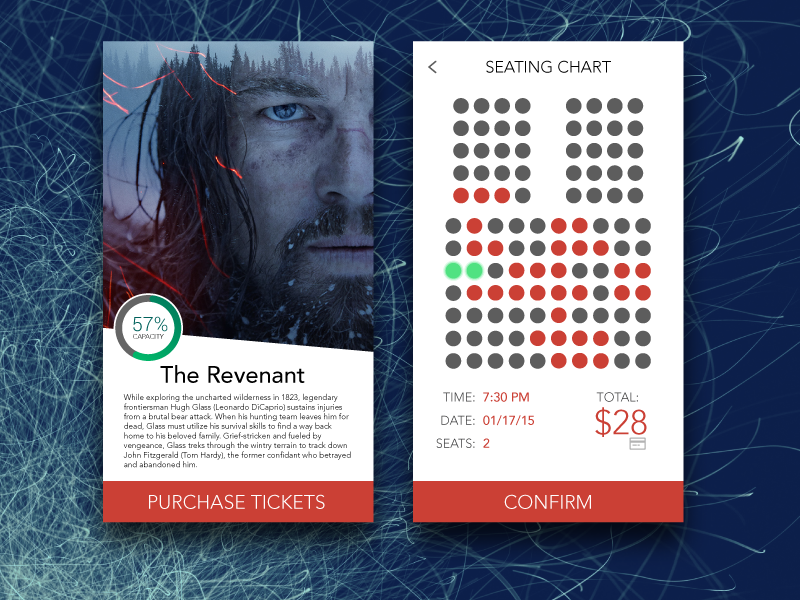 57%
CAPACITY
The Revenant
While exploring the uncharted wilderness in 1823, legendary
frontiersman Hugh Glass (Leonardo DiCaprio) sustains injuries
from a brutal bear attack. When his hunting team leaves him for
dead, Glass must utilize his survival skills to find a way back
home to his beloved family. Grief-stricken and fueled by
vengeance, Glass treks through the wintry terrain to track down
John Fitzgerald (Tom Hardy), the former confidant who betrayed
and abandoned him.
PURCHASE TICKETS
SEATING CHART
TIME: 7:30 PM
DATE: 01/17/15
SEATS: 2
TOTAL:
$28
CONFIRM